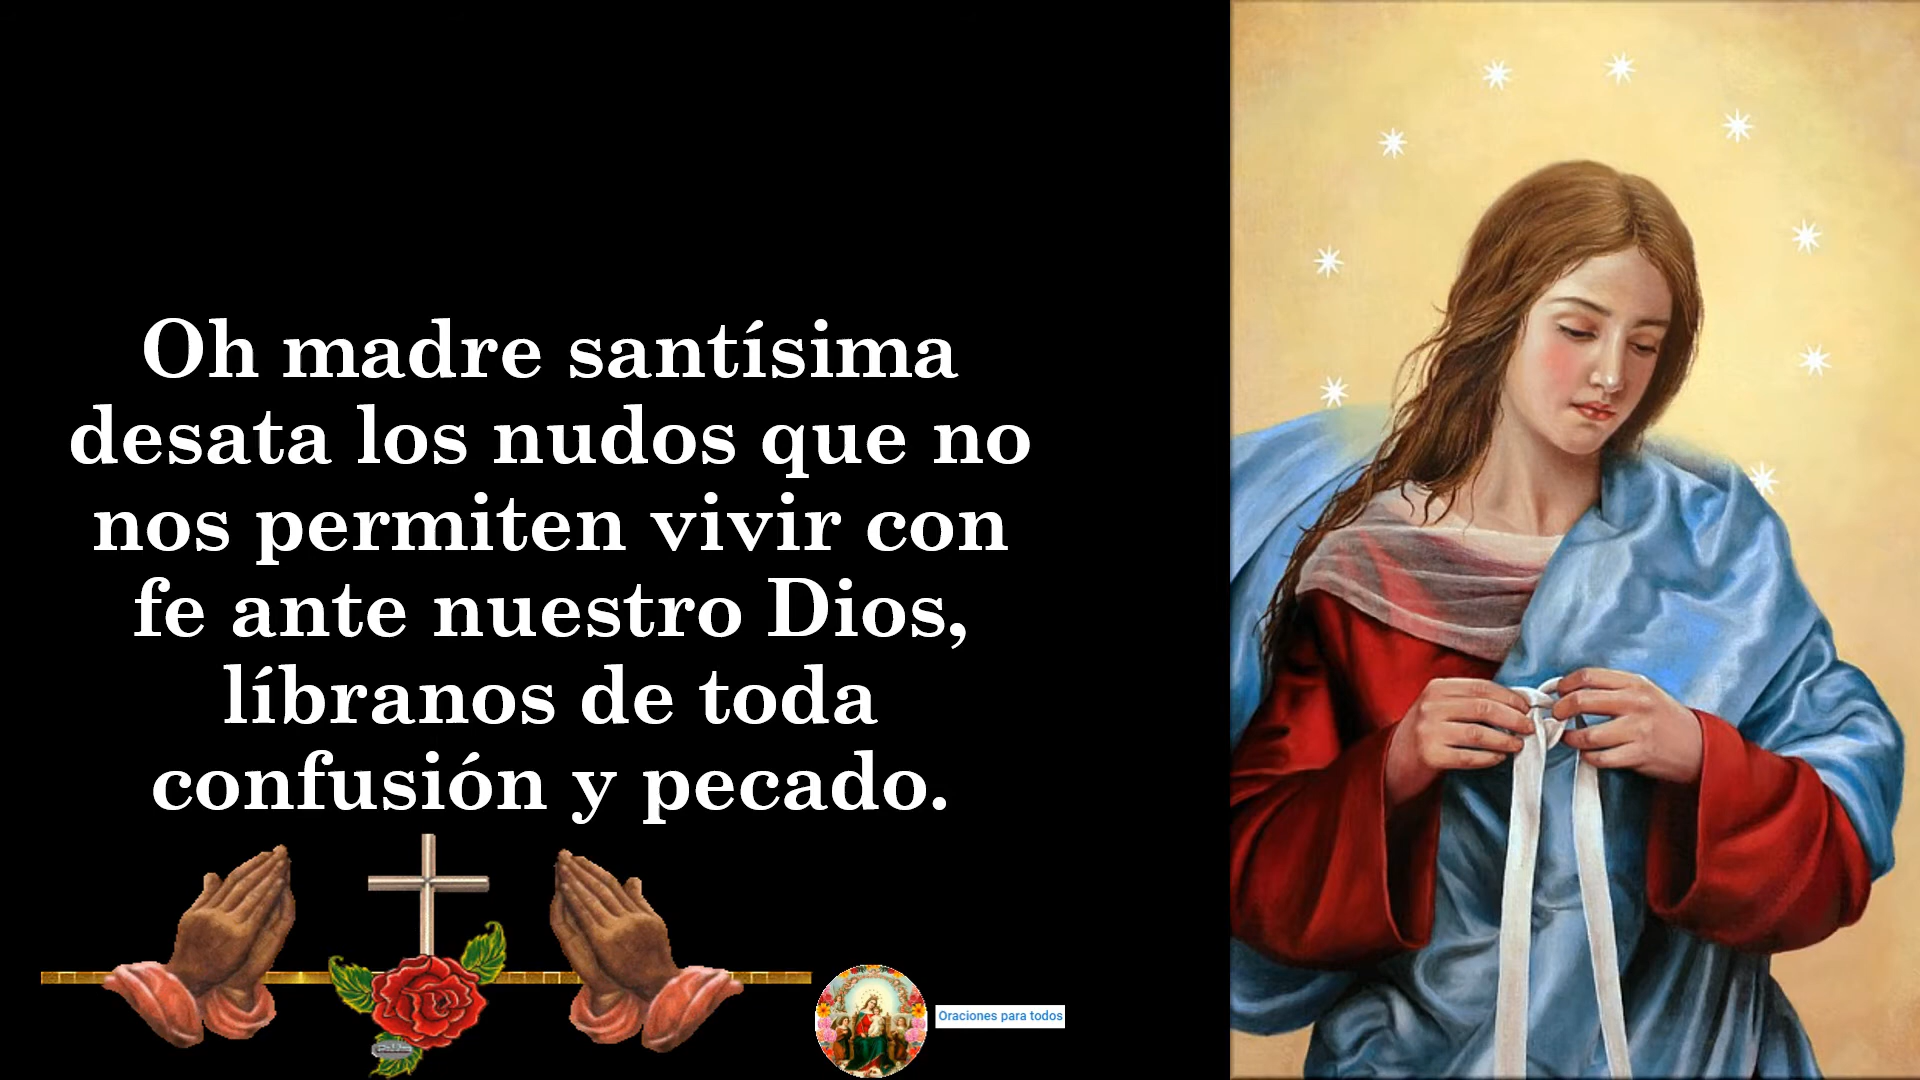 Oh madre santísima
desata los nudos que no
nos permiten vivir con
fe ante nuestro Dios,
líbranos de toda
confusión y pecado.
Oraciones para todos